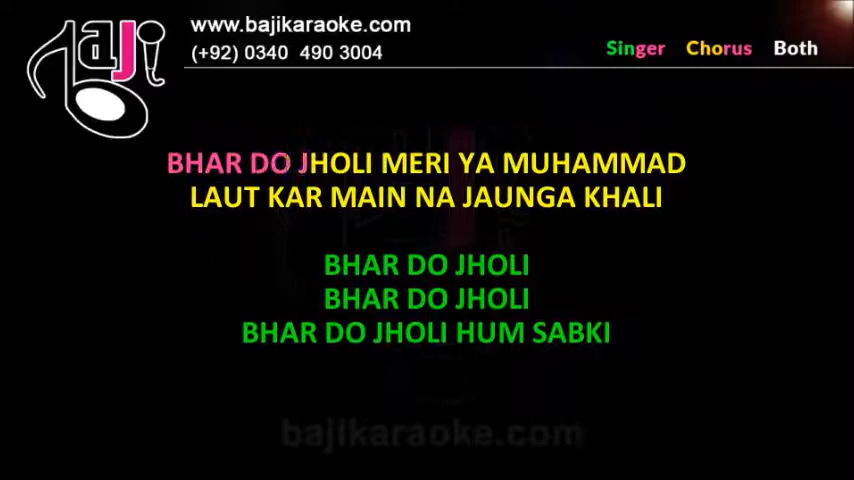 Baji
www.bajikaraoke.com
(+92) 0340 490 3004
Singer Chorus Both
BHAR DO JHOLI MERI YA MUHAMMAD
LAUT KAR MAIN NA JAUNGA KHALI
BHAR DO JHOLI
BHAR DO JHOLI
BHAR DO JHOLI HUM SABKI
bajikaraoke.com